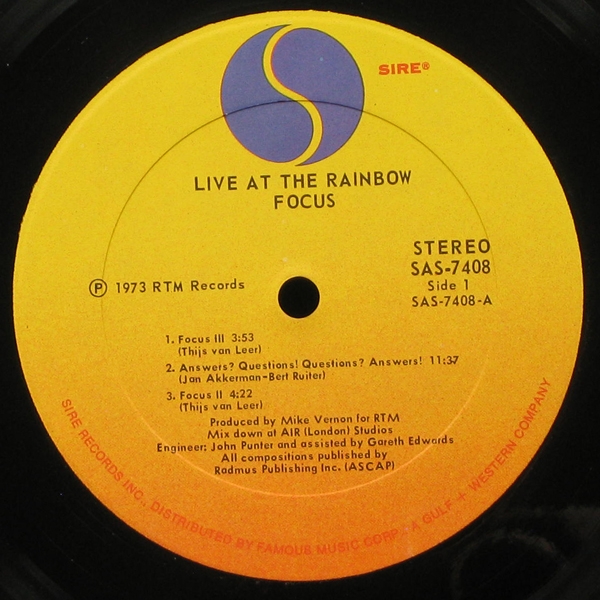 SIRE®
LIVE AT THE RAINBOW
FOCUS
STEREO
SAS-7408
Side 1
SAS-7408-A
Ⓟ 1973 RTM Records
1. Focus III 3:53
(Thijs van Leer)
2. Answers? Questions! Questions? Answers! 11:37
(Jan Akkerman-Bert Ruiter)
3. Focus II 4:22
(Thijs van Leer)
Produced by Mike Vernon for RTM
Mix down at AIR (London) Studios
Engineer: John Punter and assisted by Gareth Edwards
All compositions published by
Radmus Publishing Inc. (ASCAP)
SIRE RECORDS INC. DISTRIBUTED BY FAMOUS MUSIC CORP. A GULF + WESTERN COMPANY